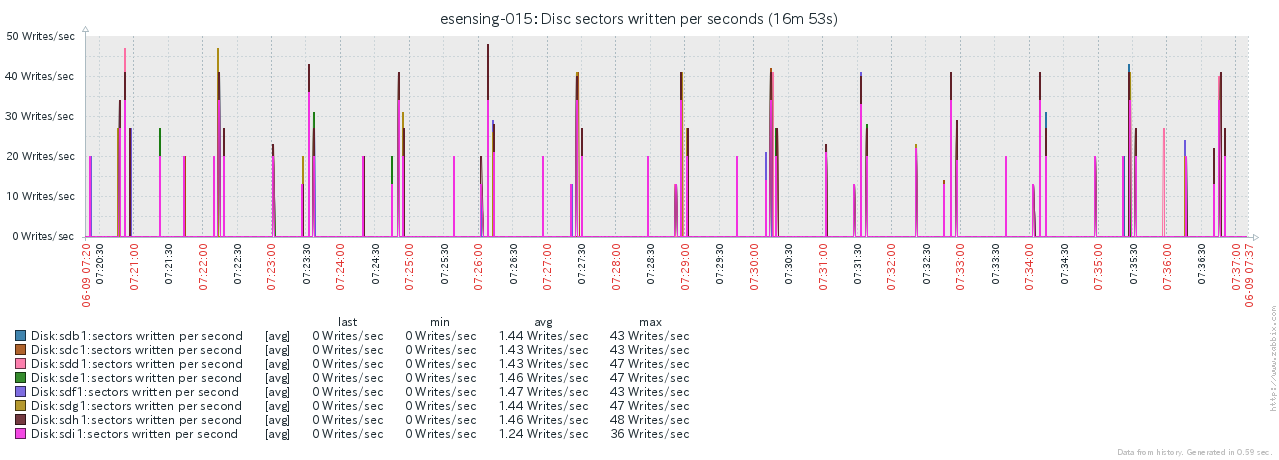 esensing-015: Disc sectors written per seconds (16m 53s)
50 Writes/sec
40 Writes/sec
30 Writes/sec
20 Writes/sec
10 Writes/sec
0 Writes/sec
06-09 07:20
07:20:30
07:21:00
07:21:30
07:22:00
07:22:30
07:23:00
07:23:30
07:24:00
07:24:30
07:25:00
07:25:30
07:26:00
07:26:30
07:27:00
07:27:30
07:28:00
07:28:30
07:29:00
07:29:30
07:30:00
07:30:30
07:31:00
07:31:30
07:32:00
07:32:30
07:33:00
07:33:30
07:34:00
07:34:30
07:35:00
07:35:30
07:36:00
07:36:30
07:37:00
06-09 07:37
last min avg max
Disk:sdb1:sectors written per second [avg] 0 Writes/sec 0 Writes/sec 1.44 Writes/sec 43 Writes/sec
Disk:sdc1:sectors written per second [avg] 0 Writes/sec 0 Writes/sec 1.43 Writes/sec 43 Writes/sec
Disk:sdd1:sectors written per second [avg] 0 Writes/sec 0 Writes/sec 1.43 Writes/sec 47 Writes/sec
Disk:sde1:sectors written per second [avg] 0 Writes/sec 0 Writes/sec 1.46 Writes/sec 47 Writes/sec
Disk:sdf1:sectors written per second [avg] 0 Writes/sec 0 Writes/sec 1.47 Writes/sec 43 Writes/sec
Disk:sdg1:sectors written per second [avg] 0 Writes/sec 0 Writes/sec 1.44 Writes/sec 47 Writes/sec
Disk:sdh1:sectors written per second [avg] 0 Writes/sec 0 Writes/sec 1.46 Writes/sec 48 Writes/sec
Disk:sdi1:sectors written per second [avg] 0 Writes/sec 0 Writes/sec 1.24 Writes/sec 36 Writes/sec
http://www.zabbix.com
Data from history. Generated in 0.59 sec.